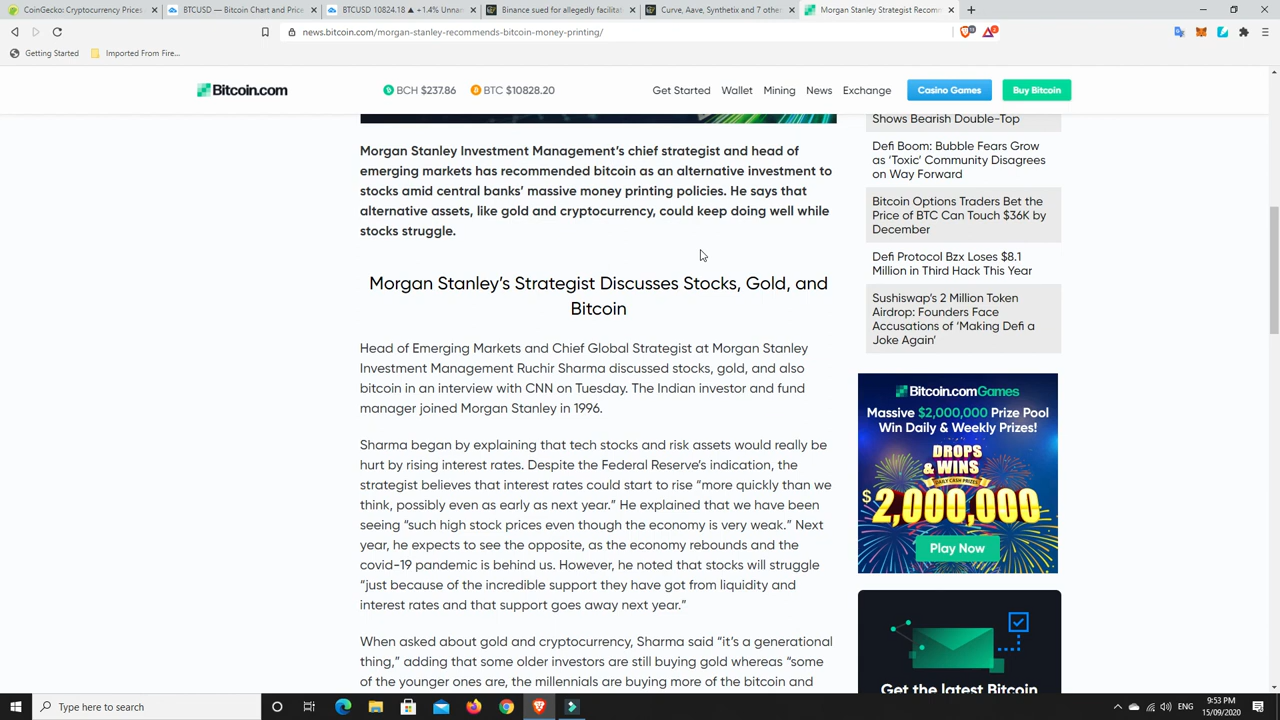 CoinGecko: Cryptocurrency Prices
BTCUSD — Bitcoin Chart and Price
BTCUSD 10824.18 ▲ +1.4% Unnam
Binance sued for allegedly facilitat
Curve, Aave, Synthetix and 7 other
Morgan Stanley Strategist Recomm
news.bitcoin.com/morgan-stanley-recommends-bitcoin-money-printing/
Getting Started
Imported From Fire...
Bitcoin.com
BCH $237.86
BTC $10828.20
Get Started
Wallet
Mining
News
Exchange
Casino Games
Buy Bitcoin
Morgan Stanley Investment Management's chief strategist and head of
emerging markets has recommended bitcoin as an alternative investment to
stocks amid central banks' massive money printing policies. He says that
alternative assets, like gold and cryptocurrency, could keep doing well while
stocks struggle.
Morgan Stanley's Strategist Discusses Stocks, Gold, and
Bitcoin
Head of Emerging Markets and Chief Global Strategist at Morgan Stanley
Investment Management Ruchir Sharma discussed stocks, gold, and also
bitcoin in an interview with CNN on Tuesday. The Indian investor and fund
manager joined Morgan Stanley in 1996.
Sharma began by explaining that tech stocks and risk assets would really be
hurt by rising interest rates. Despite the Federal Reserve's indication, the
strategist believes that interest rates could start to rise "more quickly than we
think, possibly even as early as next year." He explained that we have been
seeing "such high stock prices even though the economy is very weak." Next
year, he expects to see the opposite, as the economy rebounds and the
covid-19 pandemic is behind us. However, he noted that stocks will struggle
"just because of the incredible support they have got from liquidity and
interest rates and that support goes away next year."
When asked about gold and cryptocurrency, Sharma said "it's a generational
thing," adding that some older investors are still buying gold whereas "some
of the younger ones are, the millennials are buying more of the bitcoin and
Shows Bearish Double-Top
Defi Boom: Bubble Fears Grow
as 'Toxic' Community Disagrees
on Way Forward
Bitcoin Options Traders Bet the
Price of BTC Can Touch $36K by
December
Defi Protocol Bzx Loses $8.1
Million in Third Hack This Year
Sushiswap's 2 Million Token
Airdrop: Founders Face
Accusations of 'Making Defi a
Joke Again'
Bitcoin.comGames
Massive $2,000,000 Prize Pool
Win Daily & Weekly Prizes!
DROPS
& WINS
DAILY CASH PRIZES
$2,000,000
Play Now
Get the latest Bitcoin
Type here to search
ENG
9:53 PM
15/09/2020